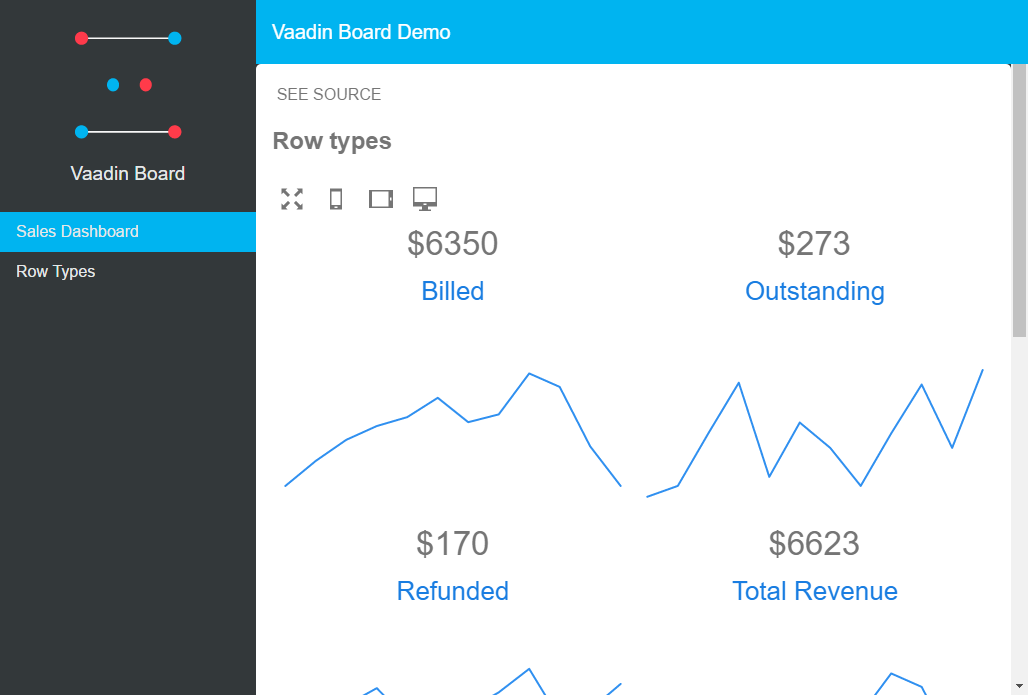 Vaadin Board Demo
Vaadin Board
Sales Dashboard
Row Types
SEE SOURCE
Row types
$6350
Billed
$273
Outstanding
$170
Refunded
$6623
Total Revenue